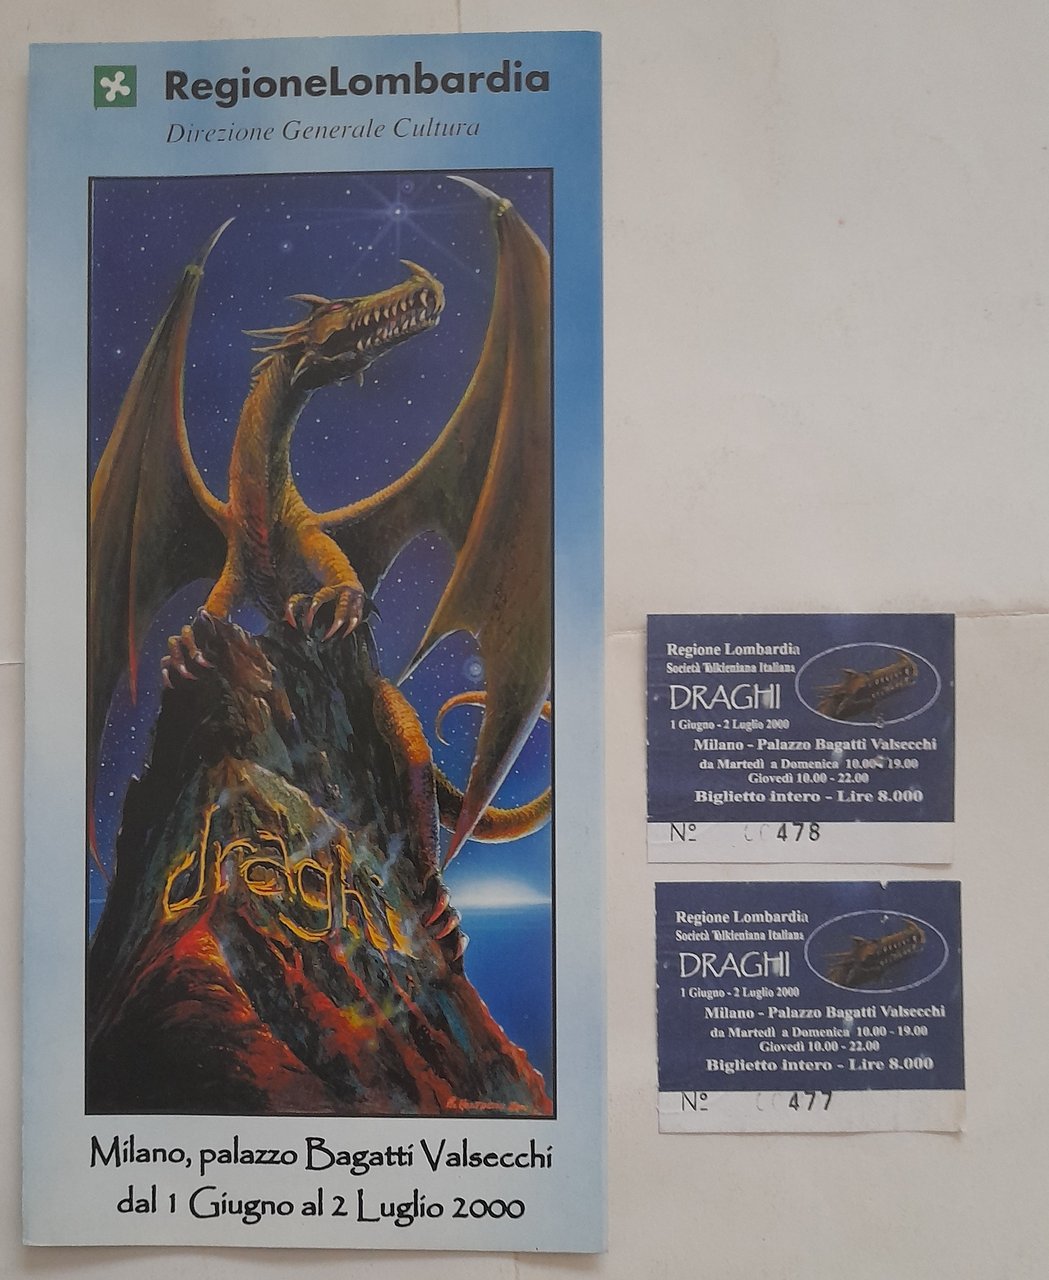 RegioneLombardia
Direzione Generale Cultura
draghi
Milano, palazzo Bagatti Valsecchi
dal 1 Giugno al 2 Luglio 2000
Regione Lombardia
Società Tolkieniana Italiana
DRAGHI
1 Giugno - 2 Luglio 2000
Milano - Palazzo Bagatti Valsecchi
da Martedì a Domenica 10.00 - 19.00
Giovedì 10.00 - 22.00
Biglietto intero - Lire 8.000
Nº 00478
Regione Lombardia
Società Tolkieniana Italiana
DRAGHI
1 Giugno - 2 Luglio 2000
Milano - Palazzo Bagatti Valsecchi
da Martedì a Domenica 10.00 - 19.00
Giovedì 10.00 - 22.00
Biglietto intero - Lire 8.000
Nº 00477